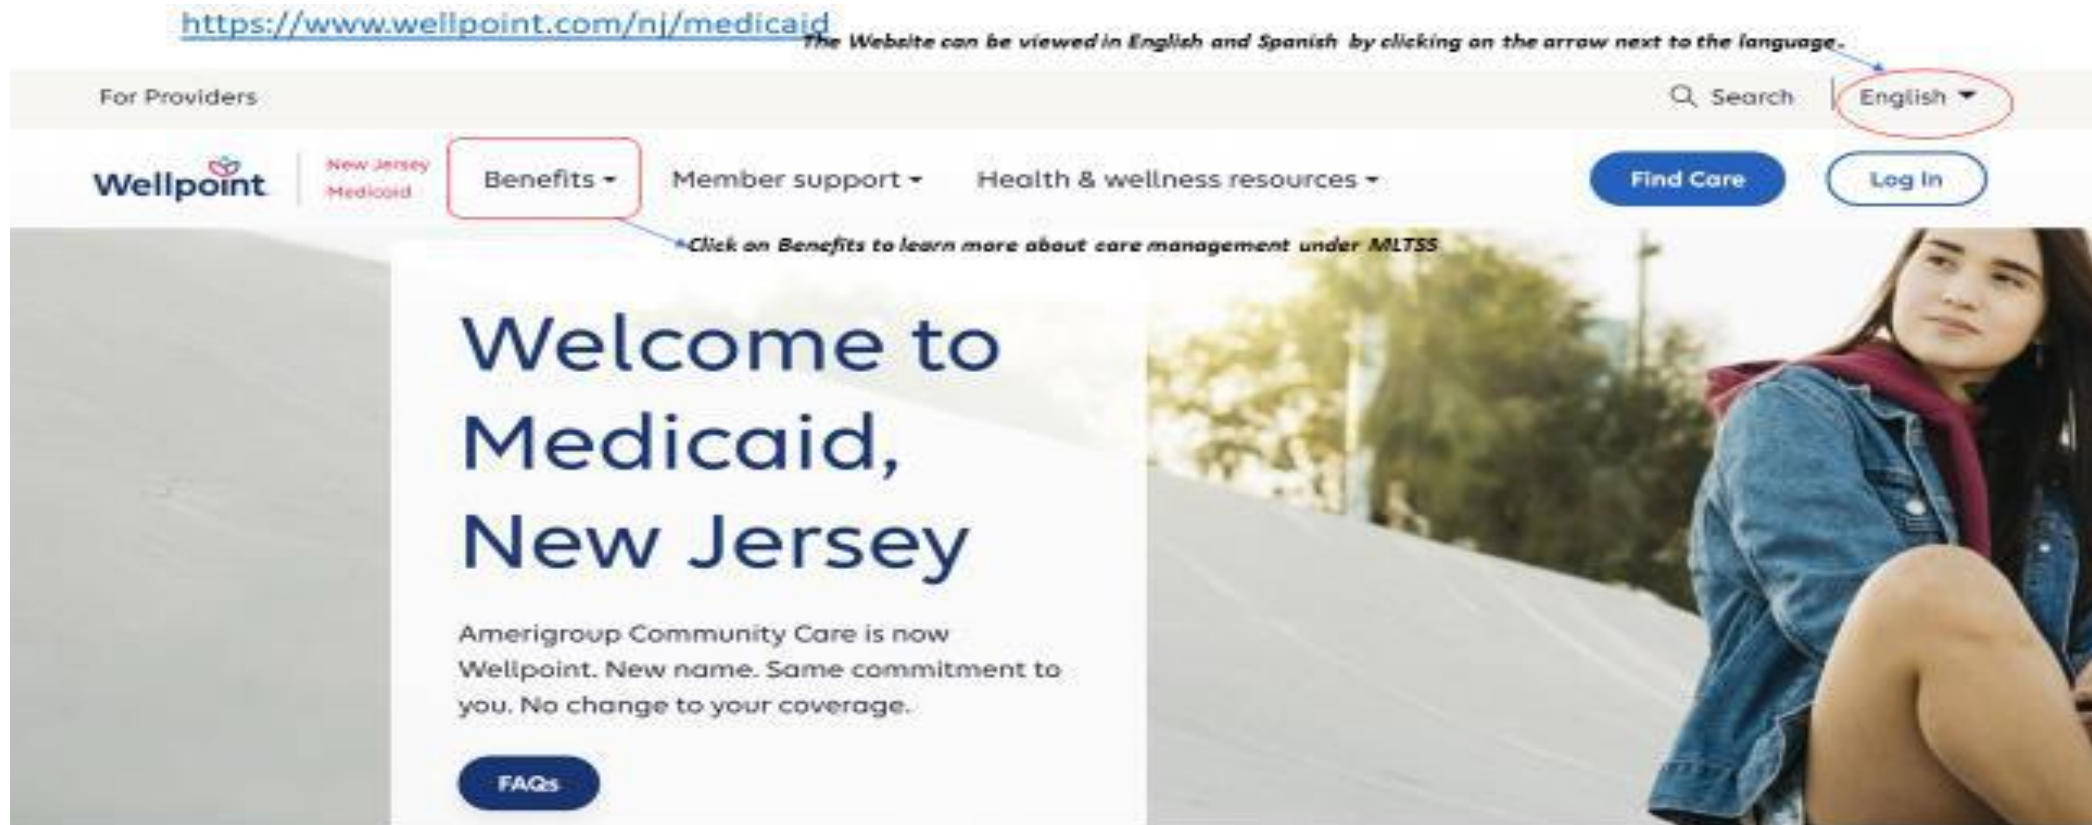 https://www.wellpoint.com/nj/medicaid
The Website can be viewed in English and Spanish by clicking on the arrow next to the language.
For Providers
Search
English
Wellpoint
New Jersey
Medicaid
Benefits
Member support
Health & wellness resources
Find Care
Log In
Click on Benefits to learn more about care management under MLTSS
Welcome to
Medicaid,
New Jersey
Amerigroup Community Care is now
Wellpoint. New name. Same commitment to
you. No change to your coverage.
FAQs